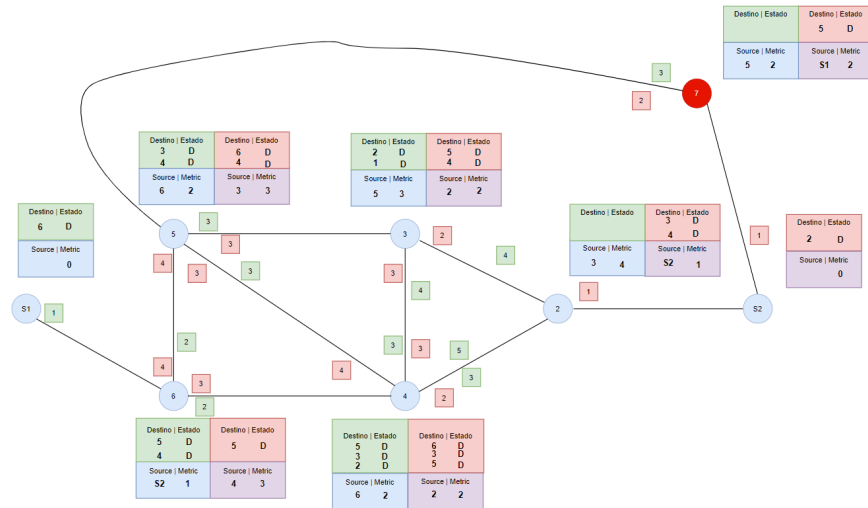 Destino | Estado Destino | Estado
5 D
Source | Metric Source | Metric
5 2 S1 2
3
7
2
Destino | Estado Destino | Estado
3 D 6 D
4 D 4 D
Source | Metric Source | Metric
6 2 3 3
Destino | Estado Destino | Estado
2 D 5 D
1 D 4 D
Source | Metric Source | Metric
5 3 2 2
Destino | Estado
6 D
Source | Metric
0
Destino | Estado Destino | Estado
3 D
4 D
Source | Metric Source | Metric
3 4 S2 1
Destino | Estado
2 D
Source | Metric
0
5 3 3 3 2
4 3 3 4 1
S1 1 3 4 1 2 S2
2 3 3 5
4 4 3
6 3 4 2
2
Destino | Estado Destino | Estado
5 D 5 D
4 D
Source | Metric Source | Metric
S2 1 4 3
Destino | Estado Destino | Estado
5 D 6 D
3 D 3 D
2 D 5 D
Source | Metric Source | Metric
6 2 2 2